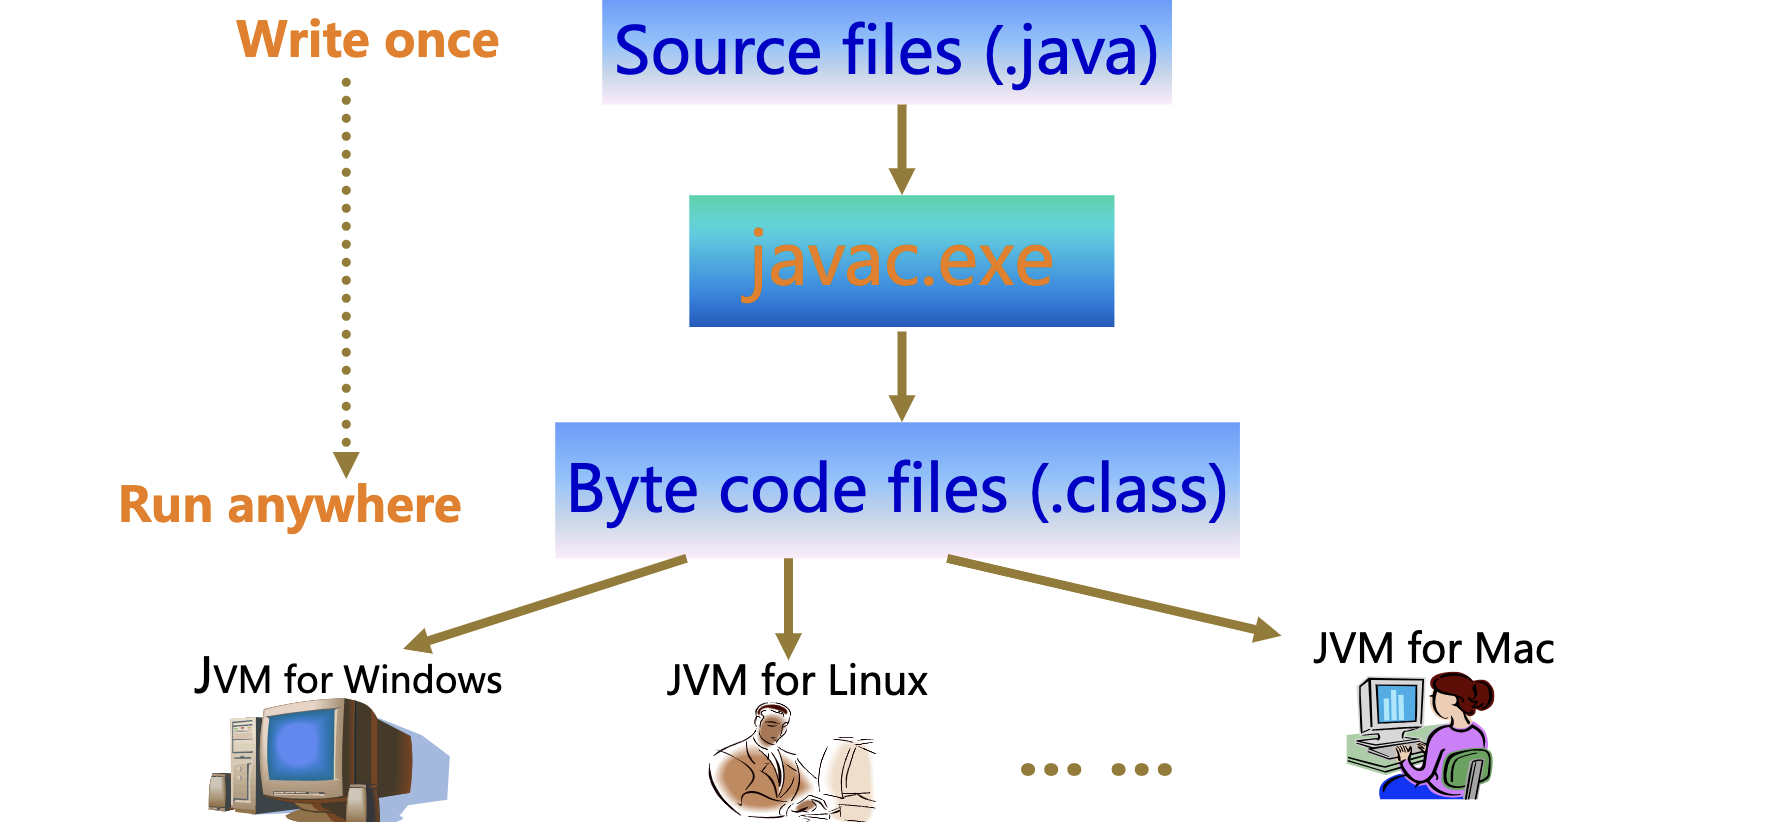 Write once
Source files (.java)
javac.exe
Run anywhere
Byte code files (.class)
JVM for Windows
JVM for Linux
JVM for Mac
... ...